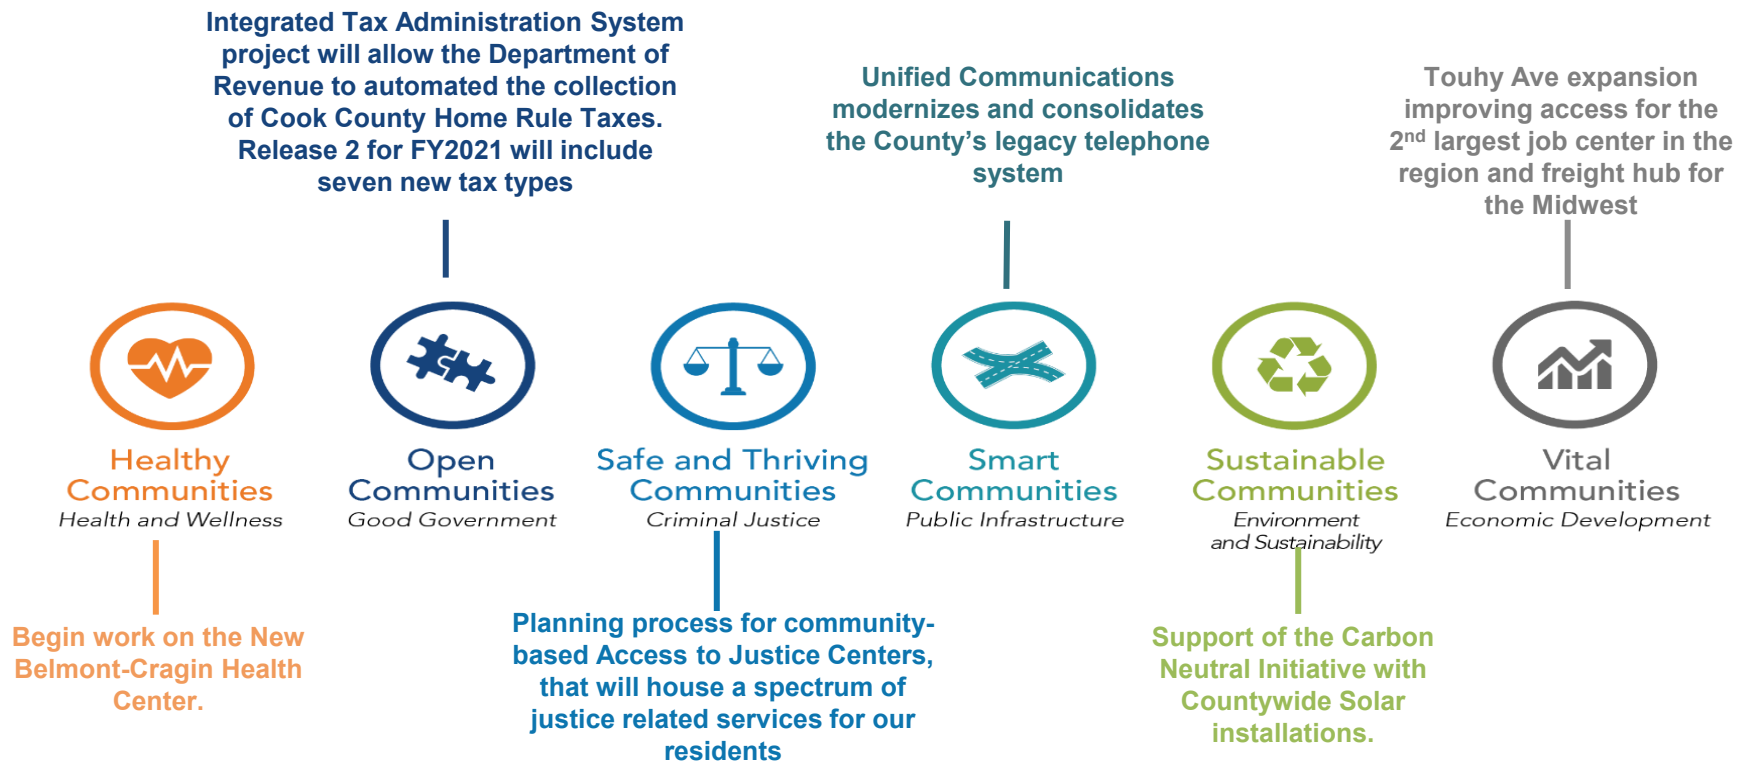 Integrated Tax Administration System
project will allow the Department of
Revenue to automated the collection
of Cook County Home Rule Taxes.
Release 2 for FY2021 will include
seven new tax types
Unified Communications
modernizes and consolidates
the County’s legacy telephone
system
Touhy Ave expansion
improving access for the
2nd largest job center in the
region and freight hub for
the Midwest
Healthy
Communities
Health and Wellness
Open
Communities
Good Government
Safe and Thriving
Communities
Criminal Justice
Smart
Communities
Public Infrastructure
Sustainable
Communities
Environment
and Sustainability
Vital
Communities
Economic Development
Begin work on the New
Belmont-Cragin Health
Center.
Planning process for community-
based Access to Justice Centers,
that will house a spectrum of
justice related services for our
residents
Support of the Carbon
Neutral Initiative with
Countywide Solar
installations.